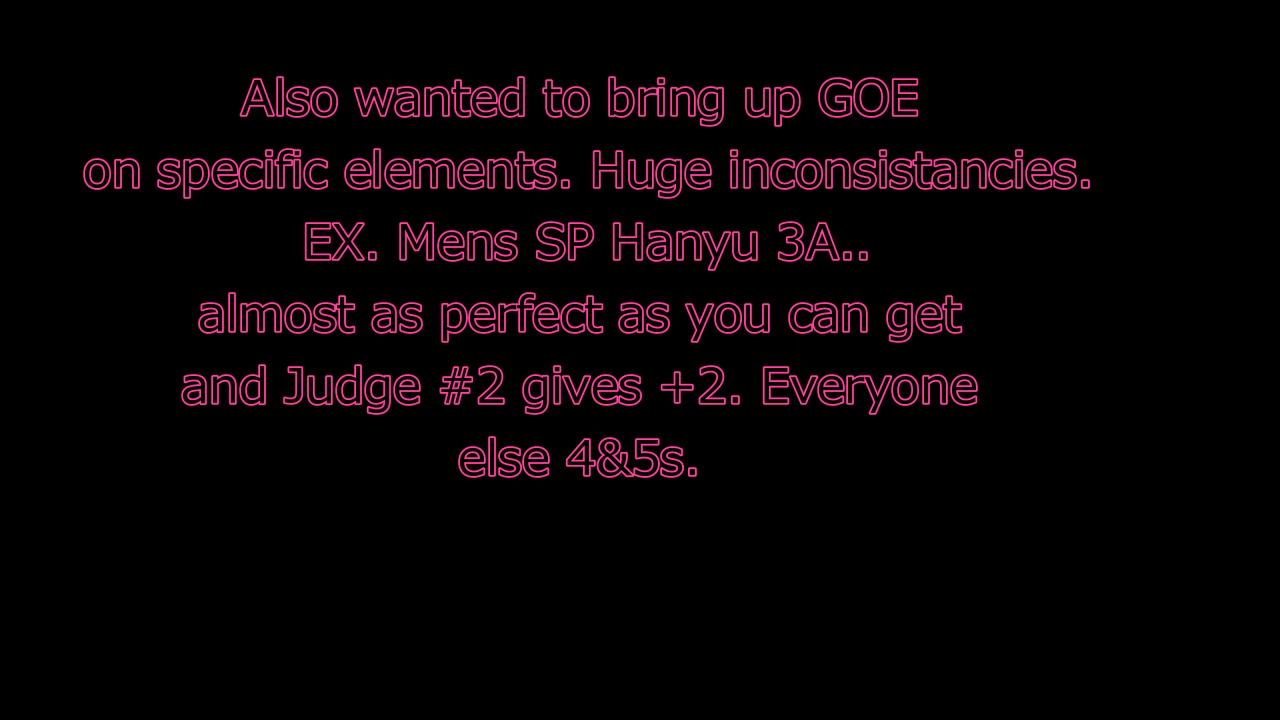 Also wanted to bring up GOE
on specific elements. Huge inconsistancies.
EX. Mens SP Hanyu 3A..
almost as perfect as you can get
and Judge #2 gives +2. Everyone
else 4&5s.